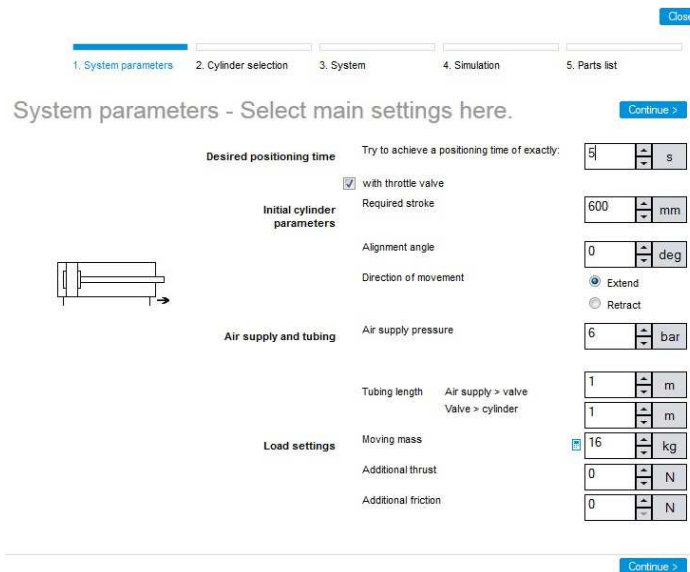 Close
1. System parameters 2. Cylinder selection 3. System 4. Simulation 5. Parts list
System parameters - Select main settings here. Continue >
Desired positioning time Try to achieve a positioning time of exactly: 5 s
with throttle valve
Initial cylinder parameters Required stroke 600 mm
Alignment angle 0 deg
Direction of movement Extend
Retract
Air supply and tubing Air supply pressure 6 bar
Tubing length Air supply > valve 1 m
Valve > cylinder 1 m
Load settings Moving mass 16 kg
Additional thrust 0 N
Additional friction 0 N
Continue >